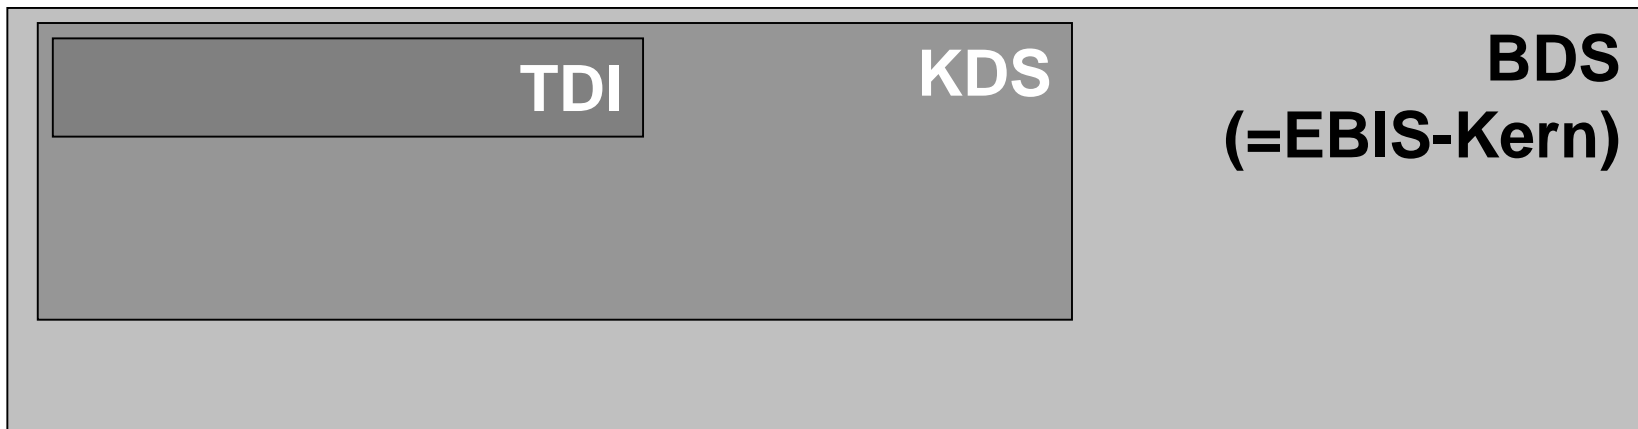 TDI
KDS
BDS
(=EBIS-Kern)